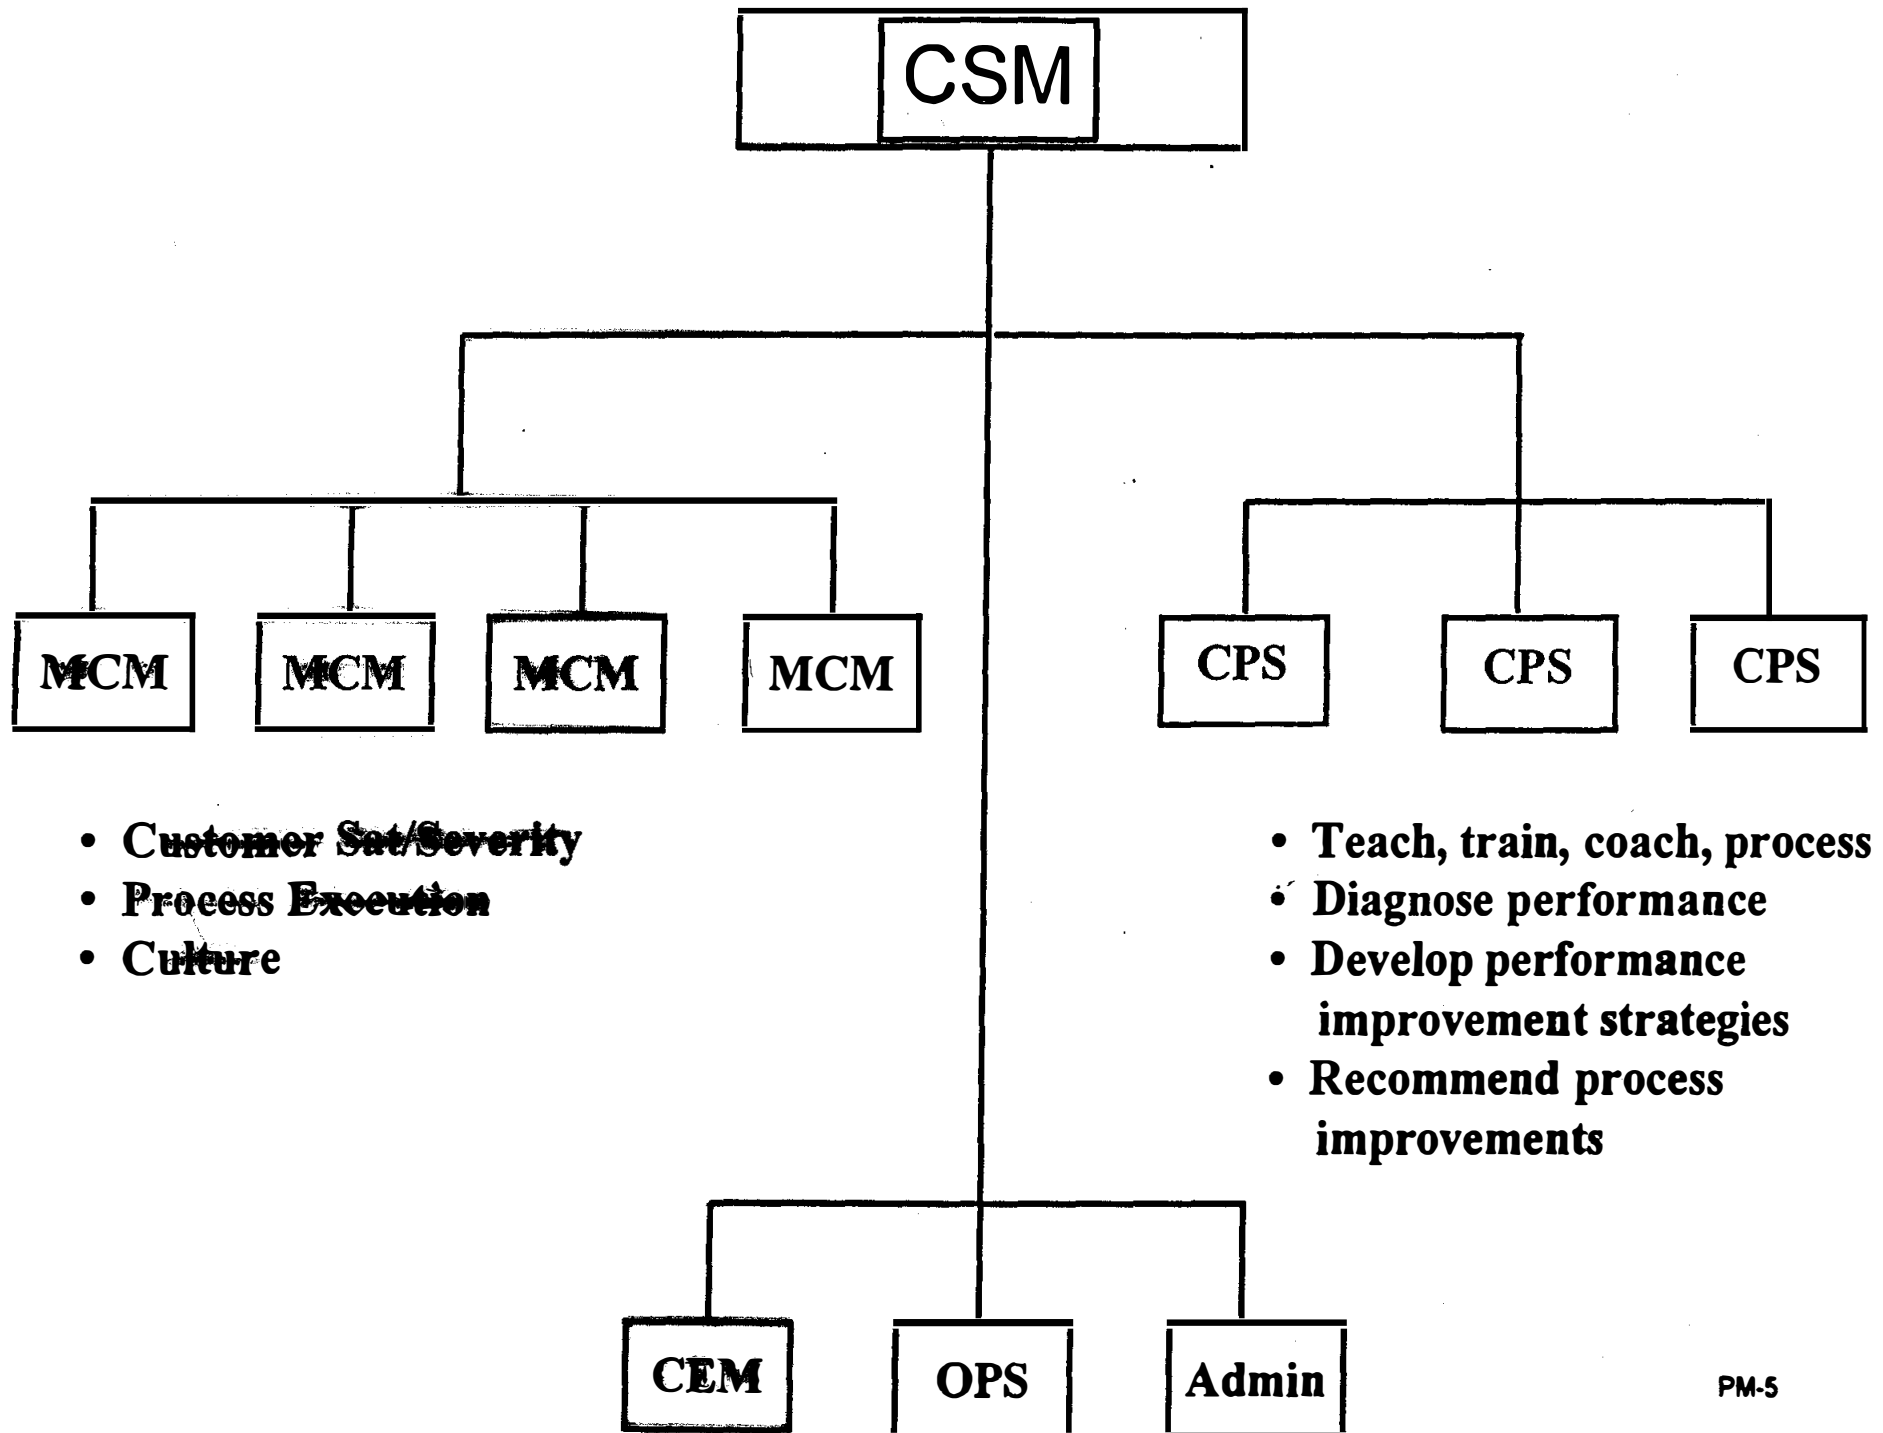 CSM
MCM MCM MCM MCM CPS CPS CPS
• Customer Sat/Severity
• Process Execution
• Culture
• Teach, train, coach, process
• Diagnose performance
• Develop performance
improvement strategies
• Recommend process
improvements
CEM OPS Admin
PM-5